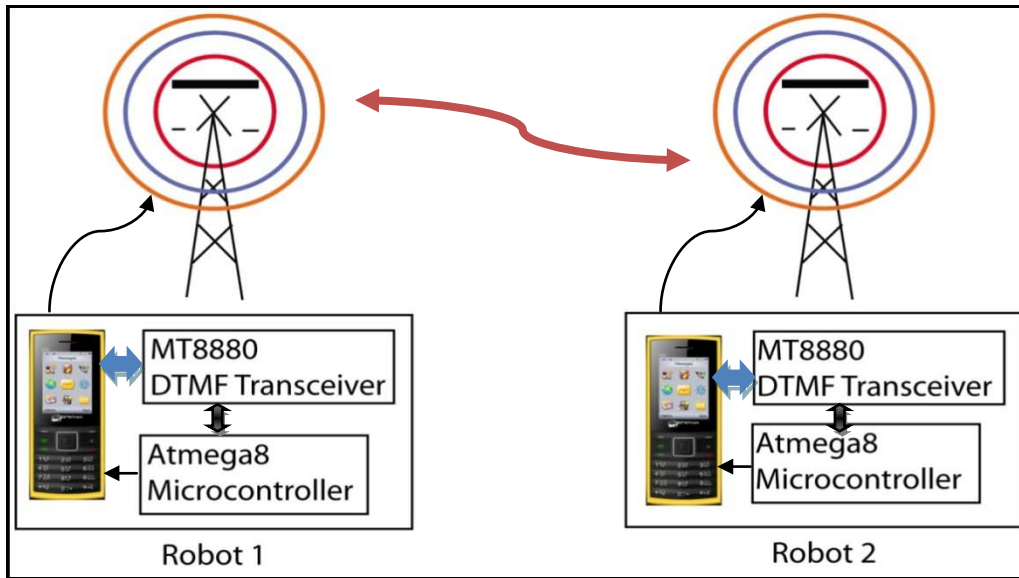 MT8880
DTMF Transceiver
Atmega8
Microcontroller
Robot 1
MT8880
DTMF Transceiver
Atmega8
Microcontroller
Robot 2